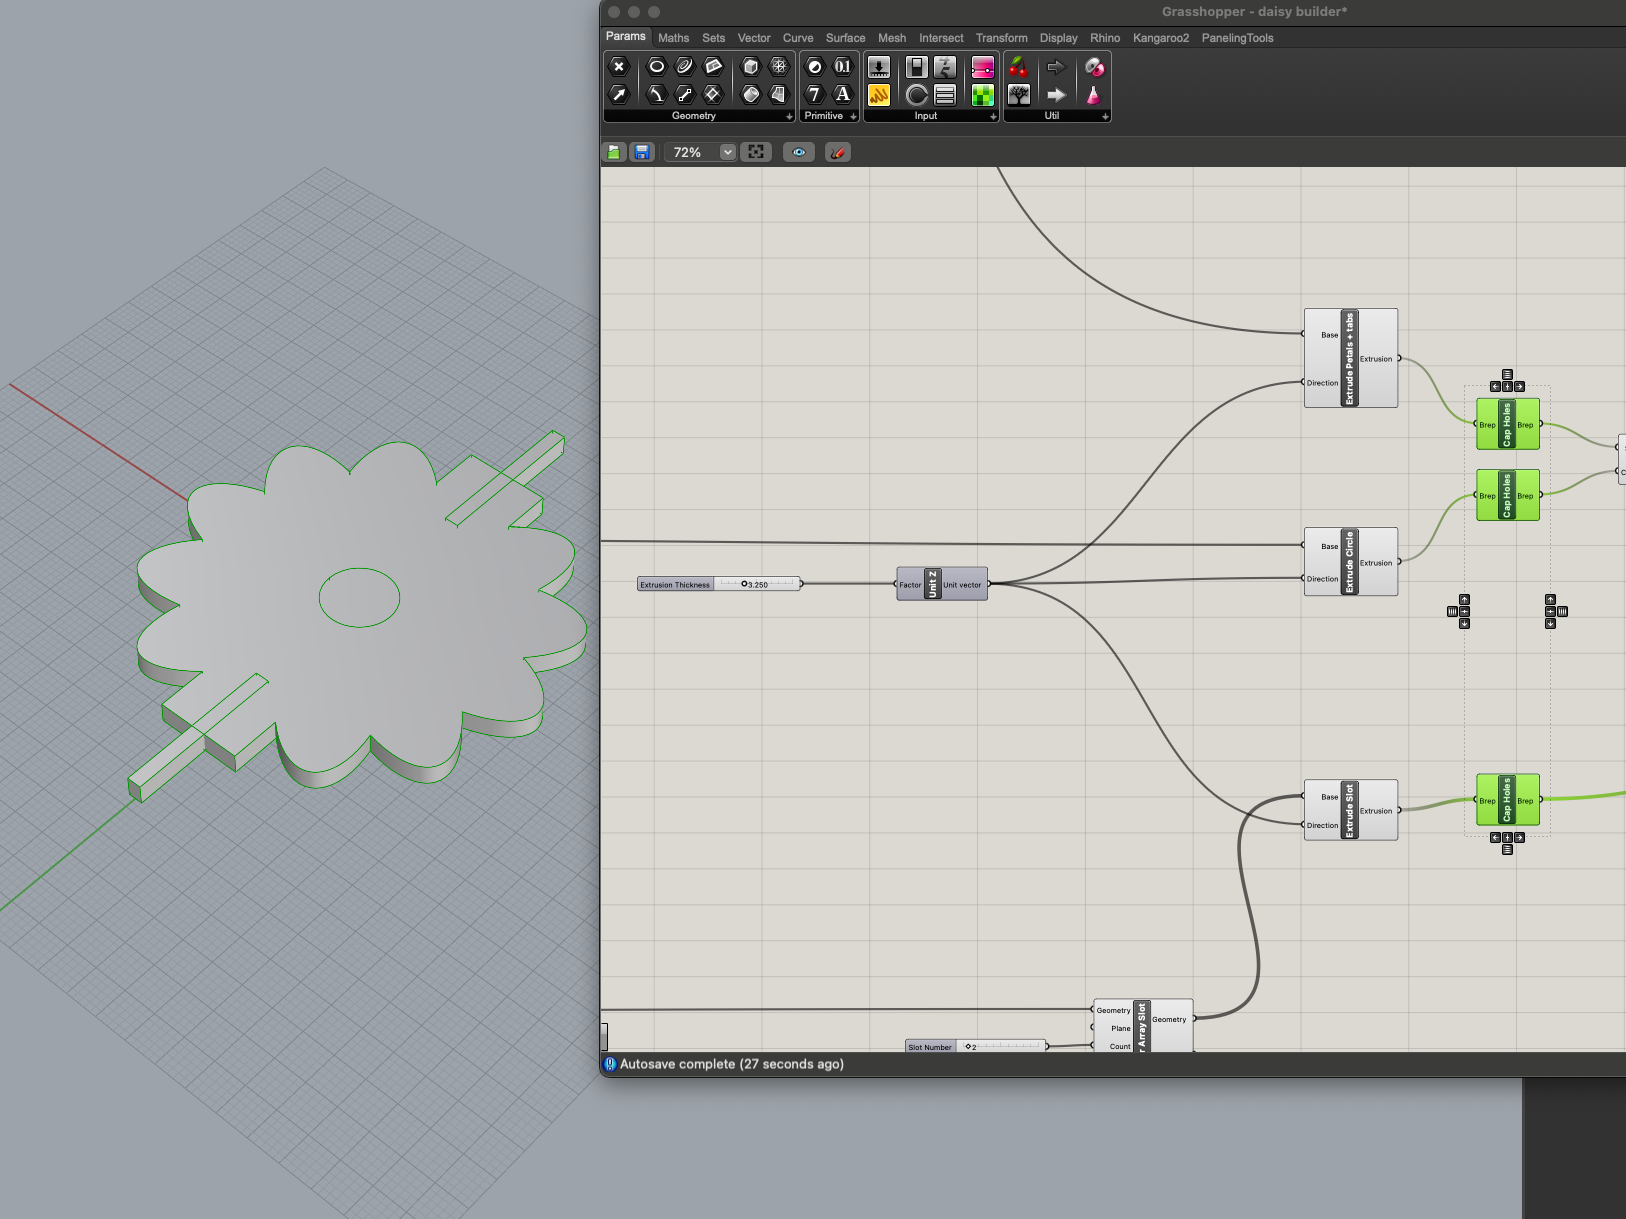 Grasshopper - daisy builder*
Params Maths Sets Vector Curve Surface Mesh Intersect Transform Display Rhino Kangaroo2 PanelingTools
Geometry Primitive Input Util
72%
Base
Direction
Extrude Petals + tabs
Extrusion
Brep
Cap Holes
Brep
Brep
Cap Holes
Brep
Base
Direction
Extrude Circle
Extrusion
Extrusion Thickness
3.250
Factor
Unit Z
Unit vector
Base
Direction
Extrude Slot
Extrusion
Brep
Cap Holes
Brep
Geometry
Plane
Count
r Array Slot
Geometry
Slot Number
2
Autosave complete (27 seconds ago)